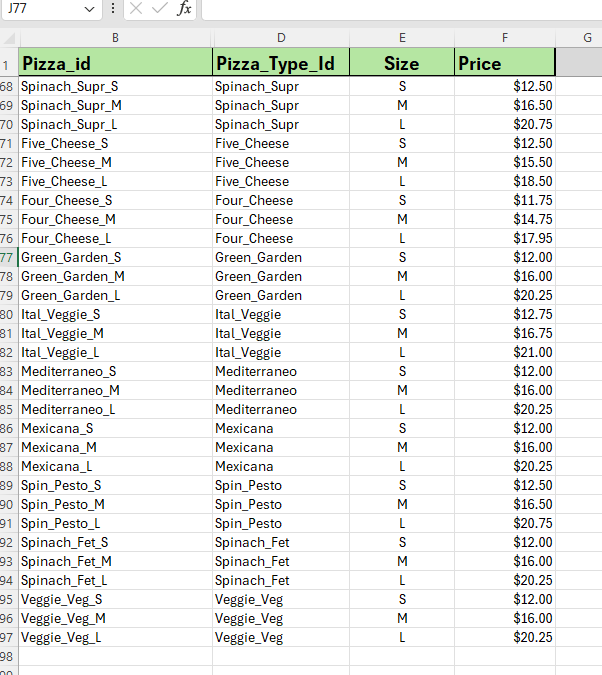 J77 fx
B D E F G
1 Pizza_id Pizza_Type_Id Size Price
68 Spinach_Supr_S Spinach_Supr S $12.50
69 Spinach_Supr_M Spinach_Supr M $16.50
70 Spinach_Supr_L Spinach_Supr L $20.75
71 Five_Cheese_S Five_Cheese S $12.50
72 Five_Cheese_M Five_Cheese M $15.50
73 Five_Cheese_L Five_Cheese L $18.50
74 Four_Cheese_S Four_Cheese S $11.75
75 Four_Cheese_M Four_Cheese M $14.75
76 Four_Cheese_L Four_Cheese L $17.95
77 Green_Garden_S Green_Garden S $12.00
78 Green_Garden_M Green_Garden M $16.00
79 Green_Garden_L Green_Garden L $20.25
80 Ital_Veggie_S Ital_Veggie S $12.75
81 Ital_Veggie_M Ital_Veggie M $16.75
82 Ital_Veggie_L Ital_Veggie L $21.00
83 Mediterraneo_S Mediterraneo S $12.00
84 Mediterraneo_M Mediterraneo M $16.00
85 Mediterraneo_L Mediterraneo L $20.25
86 Mexicana_S Mexicana S $12.00
87 Mexicana_M Mexicana M $16.00
88 Mexicana_L Mexicana L $20.25
89 Spin_Pesto_S Spin_Pesto S $12.50
90 Spin_Pesto_M Spin_Pesto M $16.50
91 Spin_Pesto_L Spin_Pesto L $20.75
92 Spinach_Fet_S Spinach_Fet S $12.00
93 Spinach_Fet_M Spinach_Fet M $16.00
94 Spinach_Fet_L Spinach_Fet L $20.25
95 Veggie_Veg_S Veggie_Veg S $12.00
96 Veggie_Veg_M Veggie_Veg M $16.00
97 Veggie_Veg_L Veggie_Veg L $20.25
98